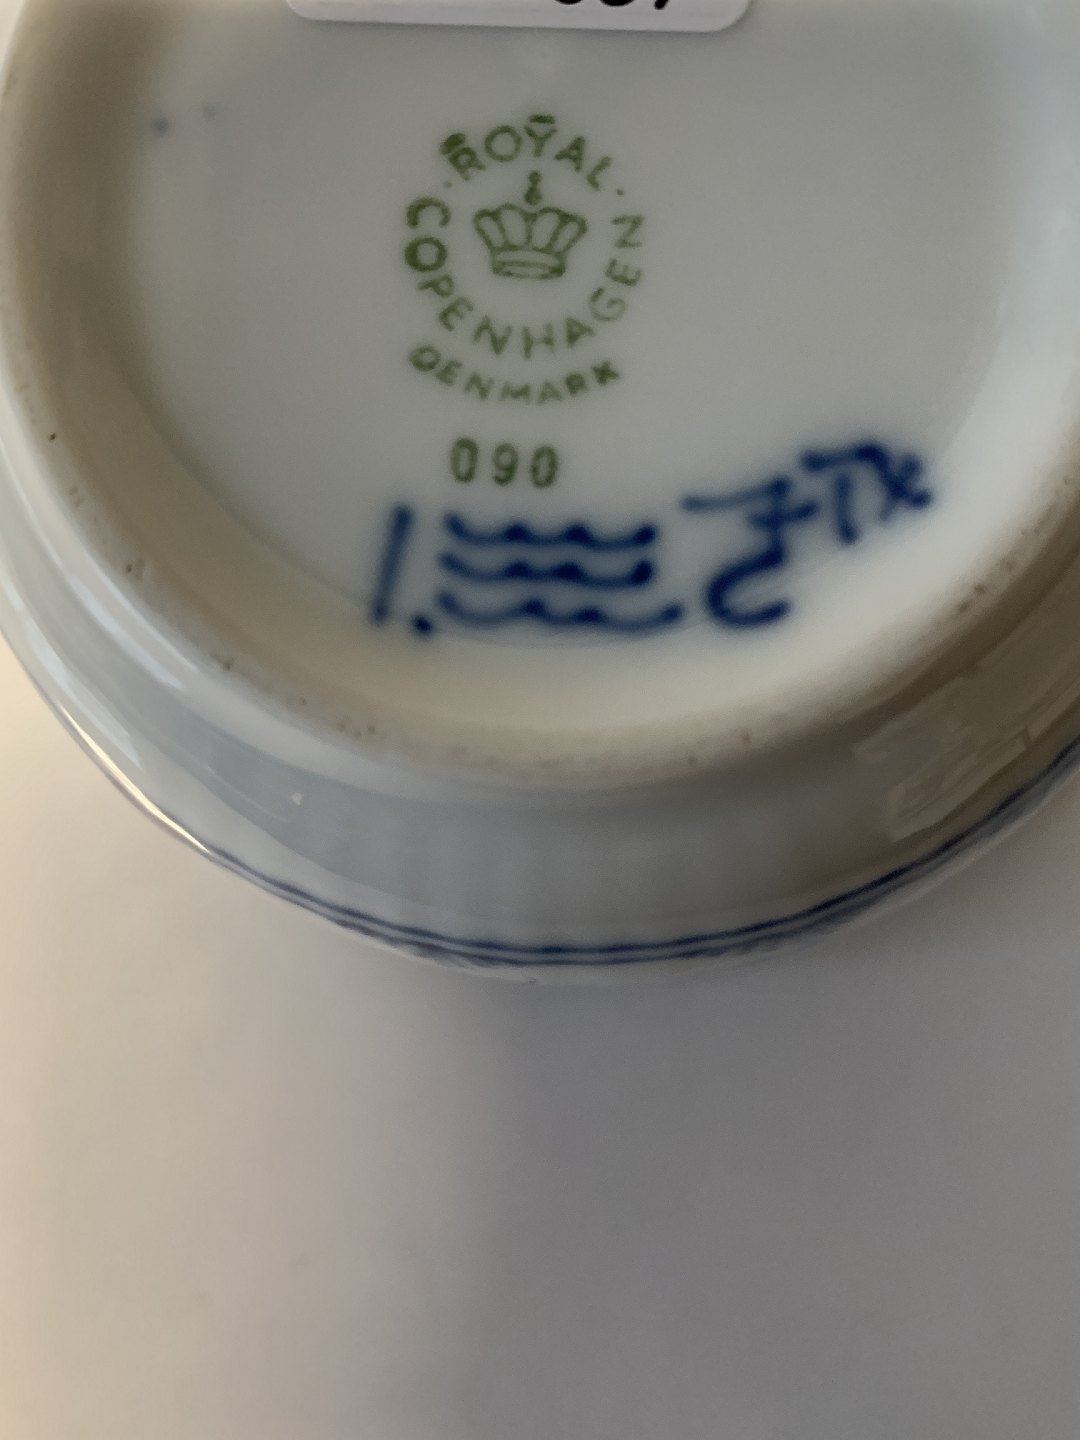 ROYAL
COPENHAGEN
DENMARK
090